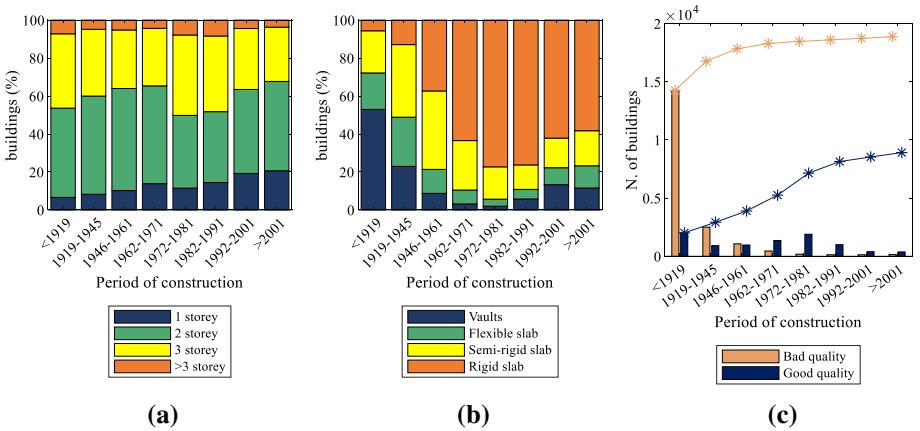 100
80
60
40
20
0
buildings (%)
<1919
1919-1945
1946-1961
1962-1971
1972-1981
1982-1991
1992-2001
>2001
Period of construction
1 storey
2 storey
3 storey
>3 storey
(a)
100
80
60
40
20
0
buildings (%)
<1919
1919-1945
1946-1961
1962-1971
1972-1981
1982-1991
1992-2001
>2001
Period of construction
Vaults
Flexible slab
Semi-rigid slab
Rigid slab
(b)
2 ×10⁴
1.5
1
0.5
0
N. of buildings
<1919
1919-1945
1946-1961
1962-1971
1972-1981
1982-1991
1992-2001
>2001
Period of construction
Bad quality
Good quality
(c)